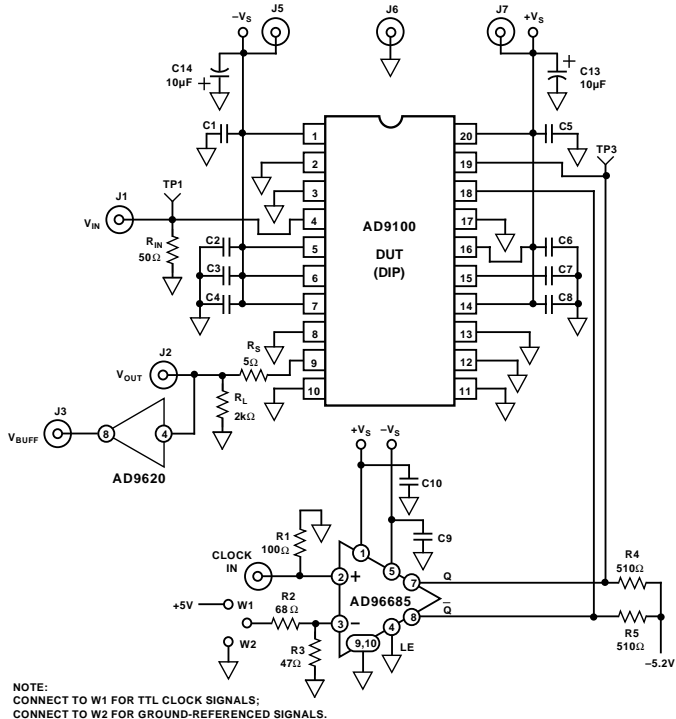 J5
–VS
J6
J7
+VS
C14
10µF
+
C13
10µF
+
C1
1
20
C5
2
19
TP3
3
18
J1
TP1
VIN
4
AD9100
17
RIN
50Ω
C2
5
DUT
(DIP)
16
C6
C3
6
15
C7
C4
7
14
C8
8
13
RS
5Ω
9
12
J2
VOUT
10
11
RL
2kΩ
J3
VBUFF
8
4
AD9620
+VS
–VS
C10
C9
R1
100Ω
CLOCK
IN
1
5
2
+
7
Q
R4
510Ω
AD96685
+5V
W1
R2
68Ω
3
–
8
Q
R5
510Ω
W2
R3
47Ω
9,10
4
LE
–5.2V
NOTE:
CONNECT TO W1 FOR TTL CLOCK SIGNALS;
CONNECT TO W2 FOR GROUND-REFERENCED SIGNALS.